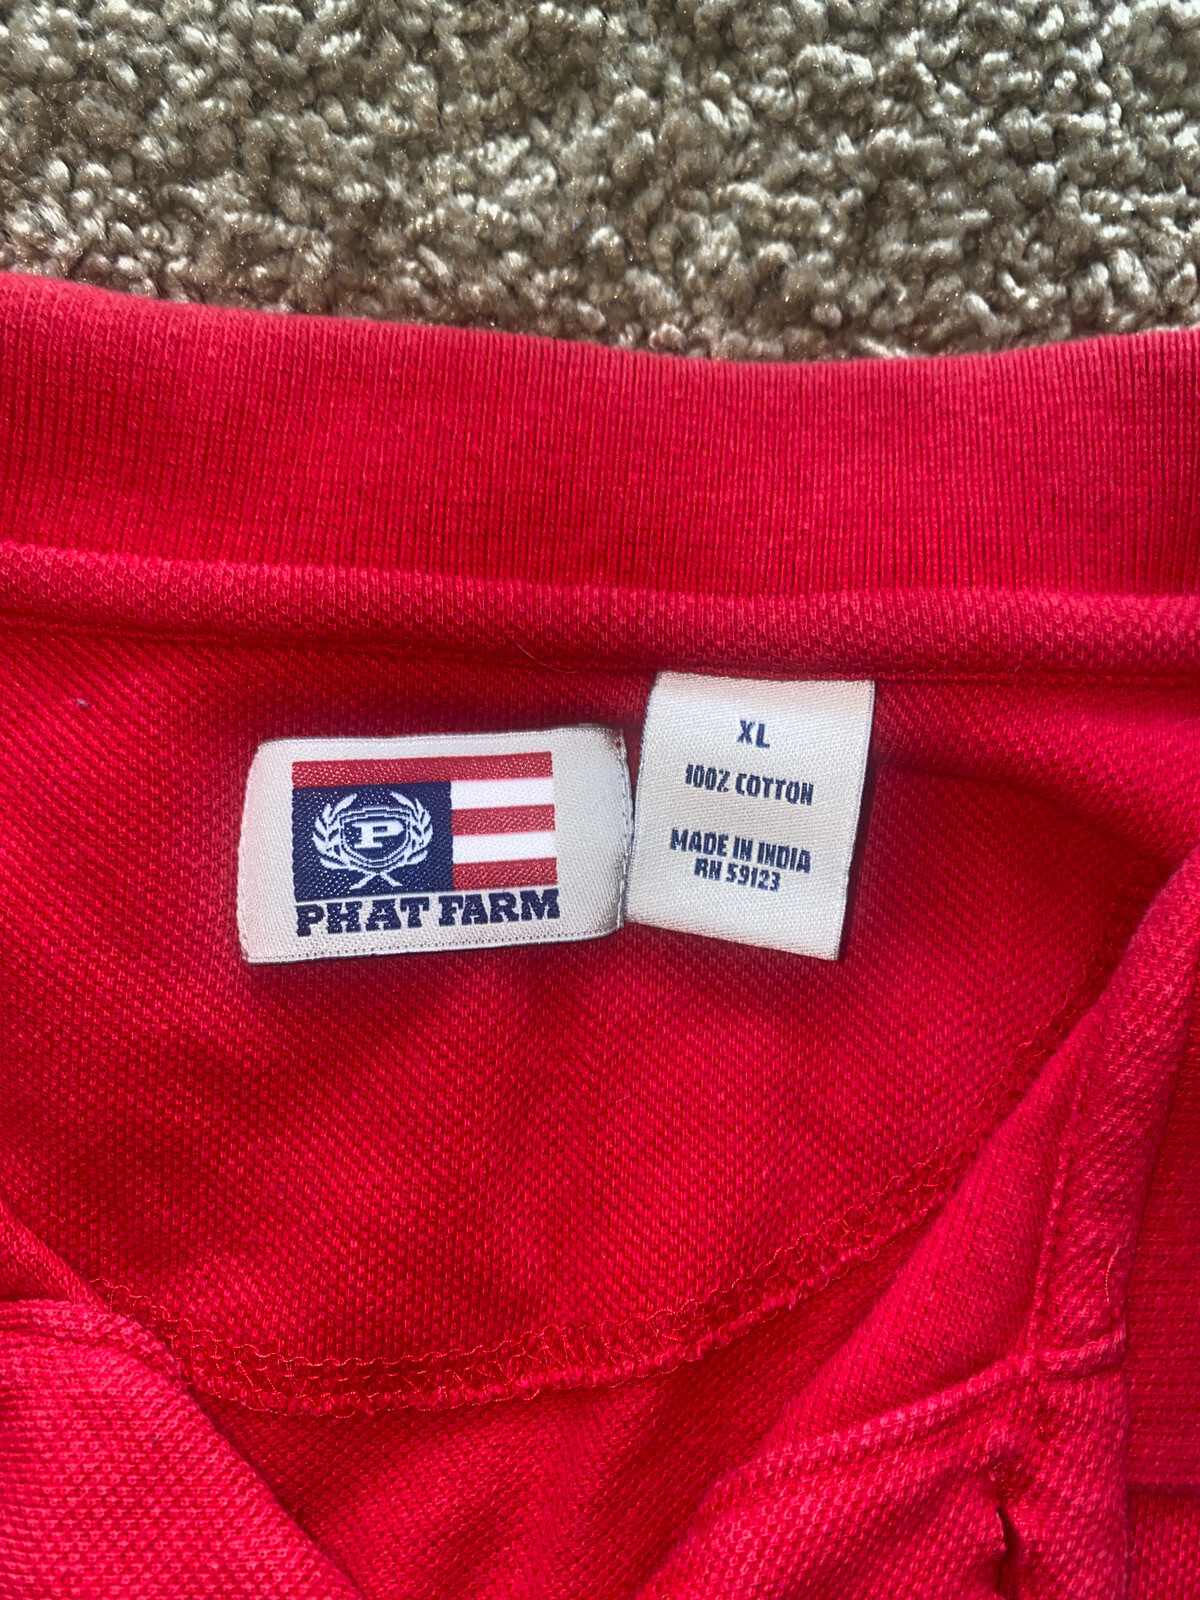 P
PHAT FARM
XL
100% COTTON
MADE IN INDIA
RN 59123